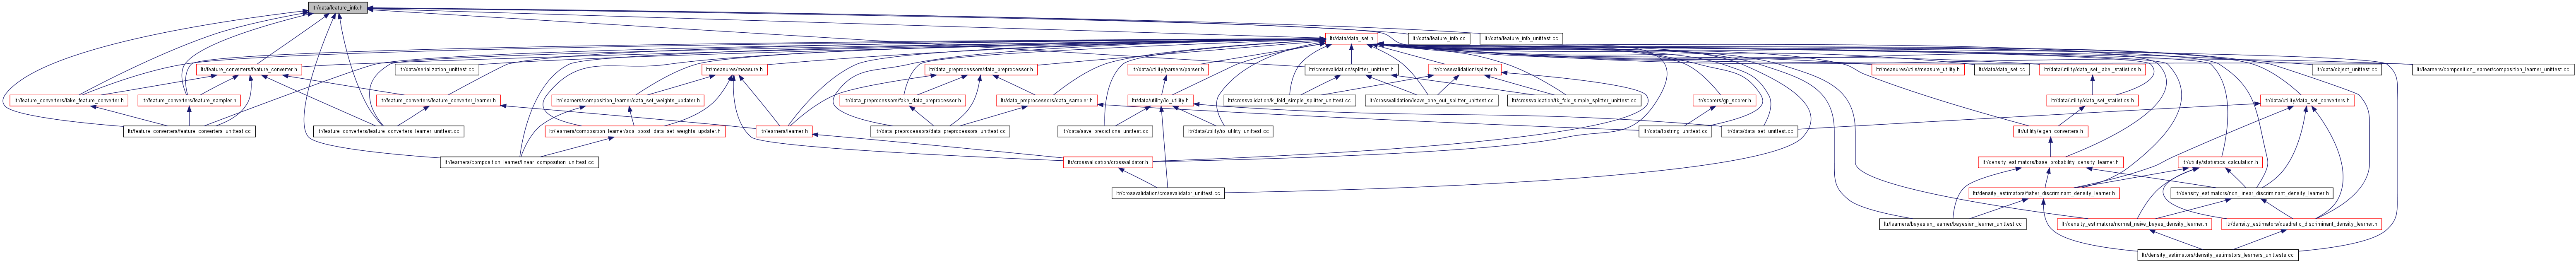 ltr/data/feature_info.h
ltr/data/data_set.h
ltr/data/feature_info.cc
ltr/data/feature_info_unittest.cc
ltr/feature_converters/feature_converter.h
ltr/data/serialization_unittest.cc
ltr/measures/measure.h
ltr/data_preprocessors/data_preprocessor.h
ltr/data/utility/parsers/parser.h
ltr/crossvalidation/splitter_unittest.h
ltr/crossvalidation/splitter.h
ltr/measures/utils/measure_utility.h
ltr/data/data_set.cc
ltr/data/utility/data_set_label_statistics.h
ltr/data/object_unittest.cc
ltr/learners/composition_learner/composition_learner_unittest.cc
ltr/feature_converters/fake_feature_converter.h
ltr/feature_converters/feature_sampler.h
ltr/feature_converters/feature_converter_learner.h
ltr/learners/composition_learner/data_set_weights_updater.h
ltr/data_preprocessors/fake_data_preprocessor.h
ltr/data_preprocessors/data_sampler.h
ltr/data/utility/io_utility.h
ltr/crossvalidation/k_fold_simple_splitter_unittest.cc
ltr/crossvalidation/leave_one_out_splitter_unittest.cc
ltr/crossvalidation/tk_fold_simple_splitter_unittest.cc
ltr/scorers/gp_scorer.h
ltr/data/utility/data_set_statistics.h
ltr/data/utility/data_set_converters.h
ltr/feature_converters/feature_converters_unittest.cc
ltr/feature_converters/feature_converters_learner_unittest.cc
ltr/learners/composition_learner/ada_boost_data_set_weights_updater.h
ltr/learners/learner.h
ltr/data_preprocessors/data_preprocessors_unittest.cc
ltr/data/save_predictions_unittest.cc
ltr/data/utility/io_utility_unittest.cc
ltr/data/tostring_unittest.cc
ltr/data/data_set_unittest.cc
ltr/utility/eigen_converters.h
ltr/learners/composition_learner/linear_composition_unittest.cc
ltr/crossvalidation/crossvalidator.h
ltr/density_estimators/base_probability_density_learner.h
ltr/utility/statistics_calculation.h
ltr/crossvalidation/crossvalidator_unittest.cc
ltr/density_estimators/fisher_discriminant_density_learner.h
ltr/density_estimators/non_linear_discriminant_density_learner.h
ltr/learners/bayesian_learner/bayesian_learner_unittest.cc
ltr/density_estimators/normal_naive_bayes_density_learner.h
ltr/density_estimators/quadratic_discriminant_density_learner.h
ltr/density_estimators/density_estimators_learners_unittests.cc